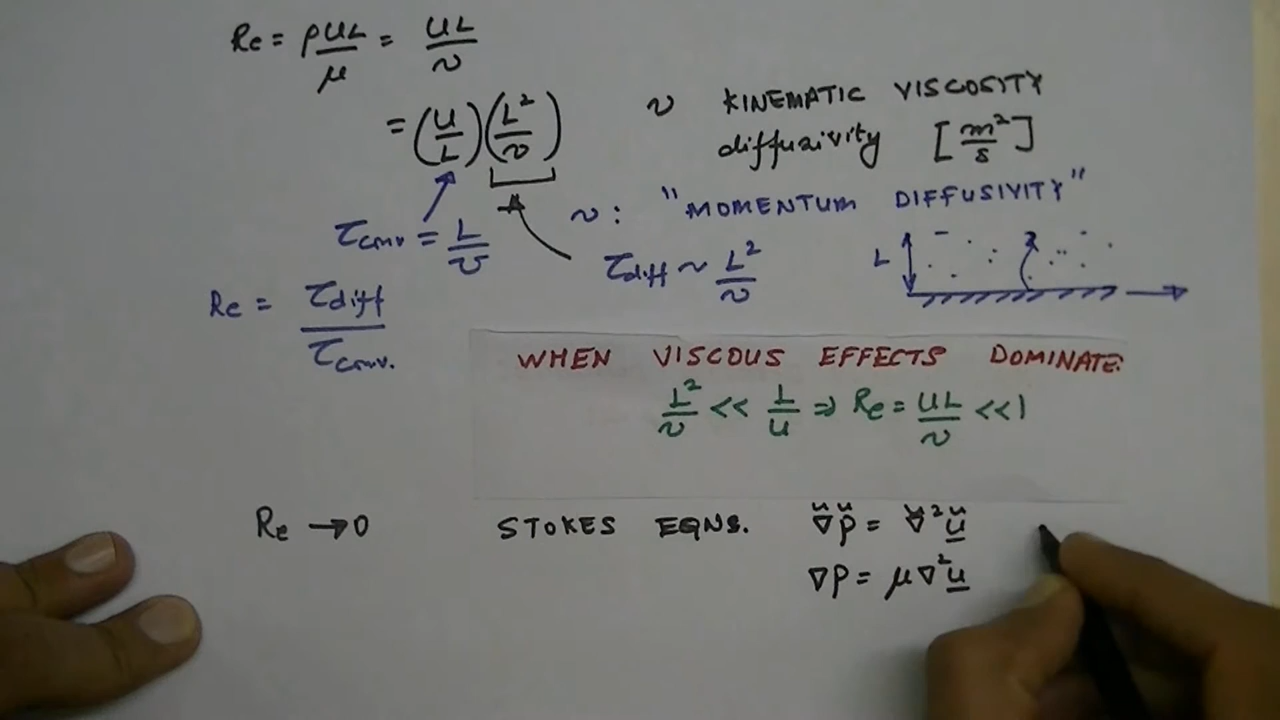 Re = ρUL/μ = UL/ν
= (U/L)(L²/ν)
ν KINEMATIC VISCOSITY
diffusivity [m²/s]
ν : "MOMENTUM DIFFUSIVITY"
τconv = L/U
τdiff ~ L²/ν
L
Re = τdiff/τconv.
WHEN VISCOUS EFFECTS DOMINATE:
L²/ν << L/U ⇒ Re = UL/ν <<1
Re → 0 STOKES EQNS. ∇̃p̃ = ∇̃²ũ
∇p = μ∇²u